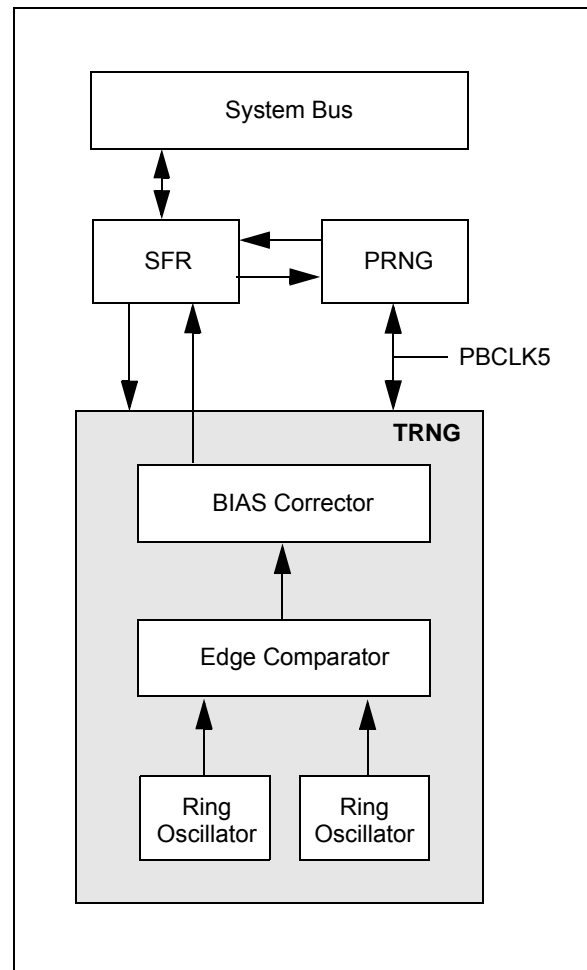 System Bus
SFR
PRNG
PBCLK5
TRNG
BIAS Corrector
Edge Comparator
Ring
Oscillator
Ring
Oscillator